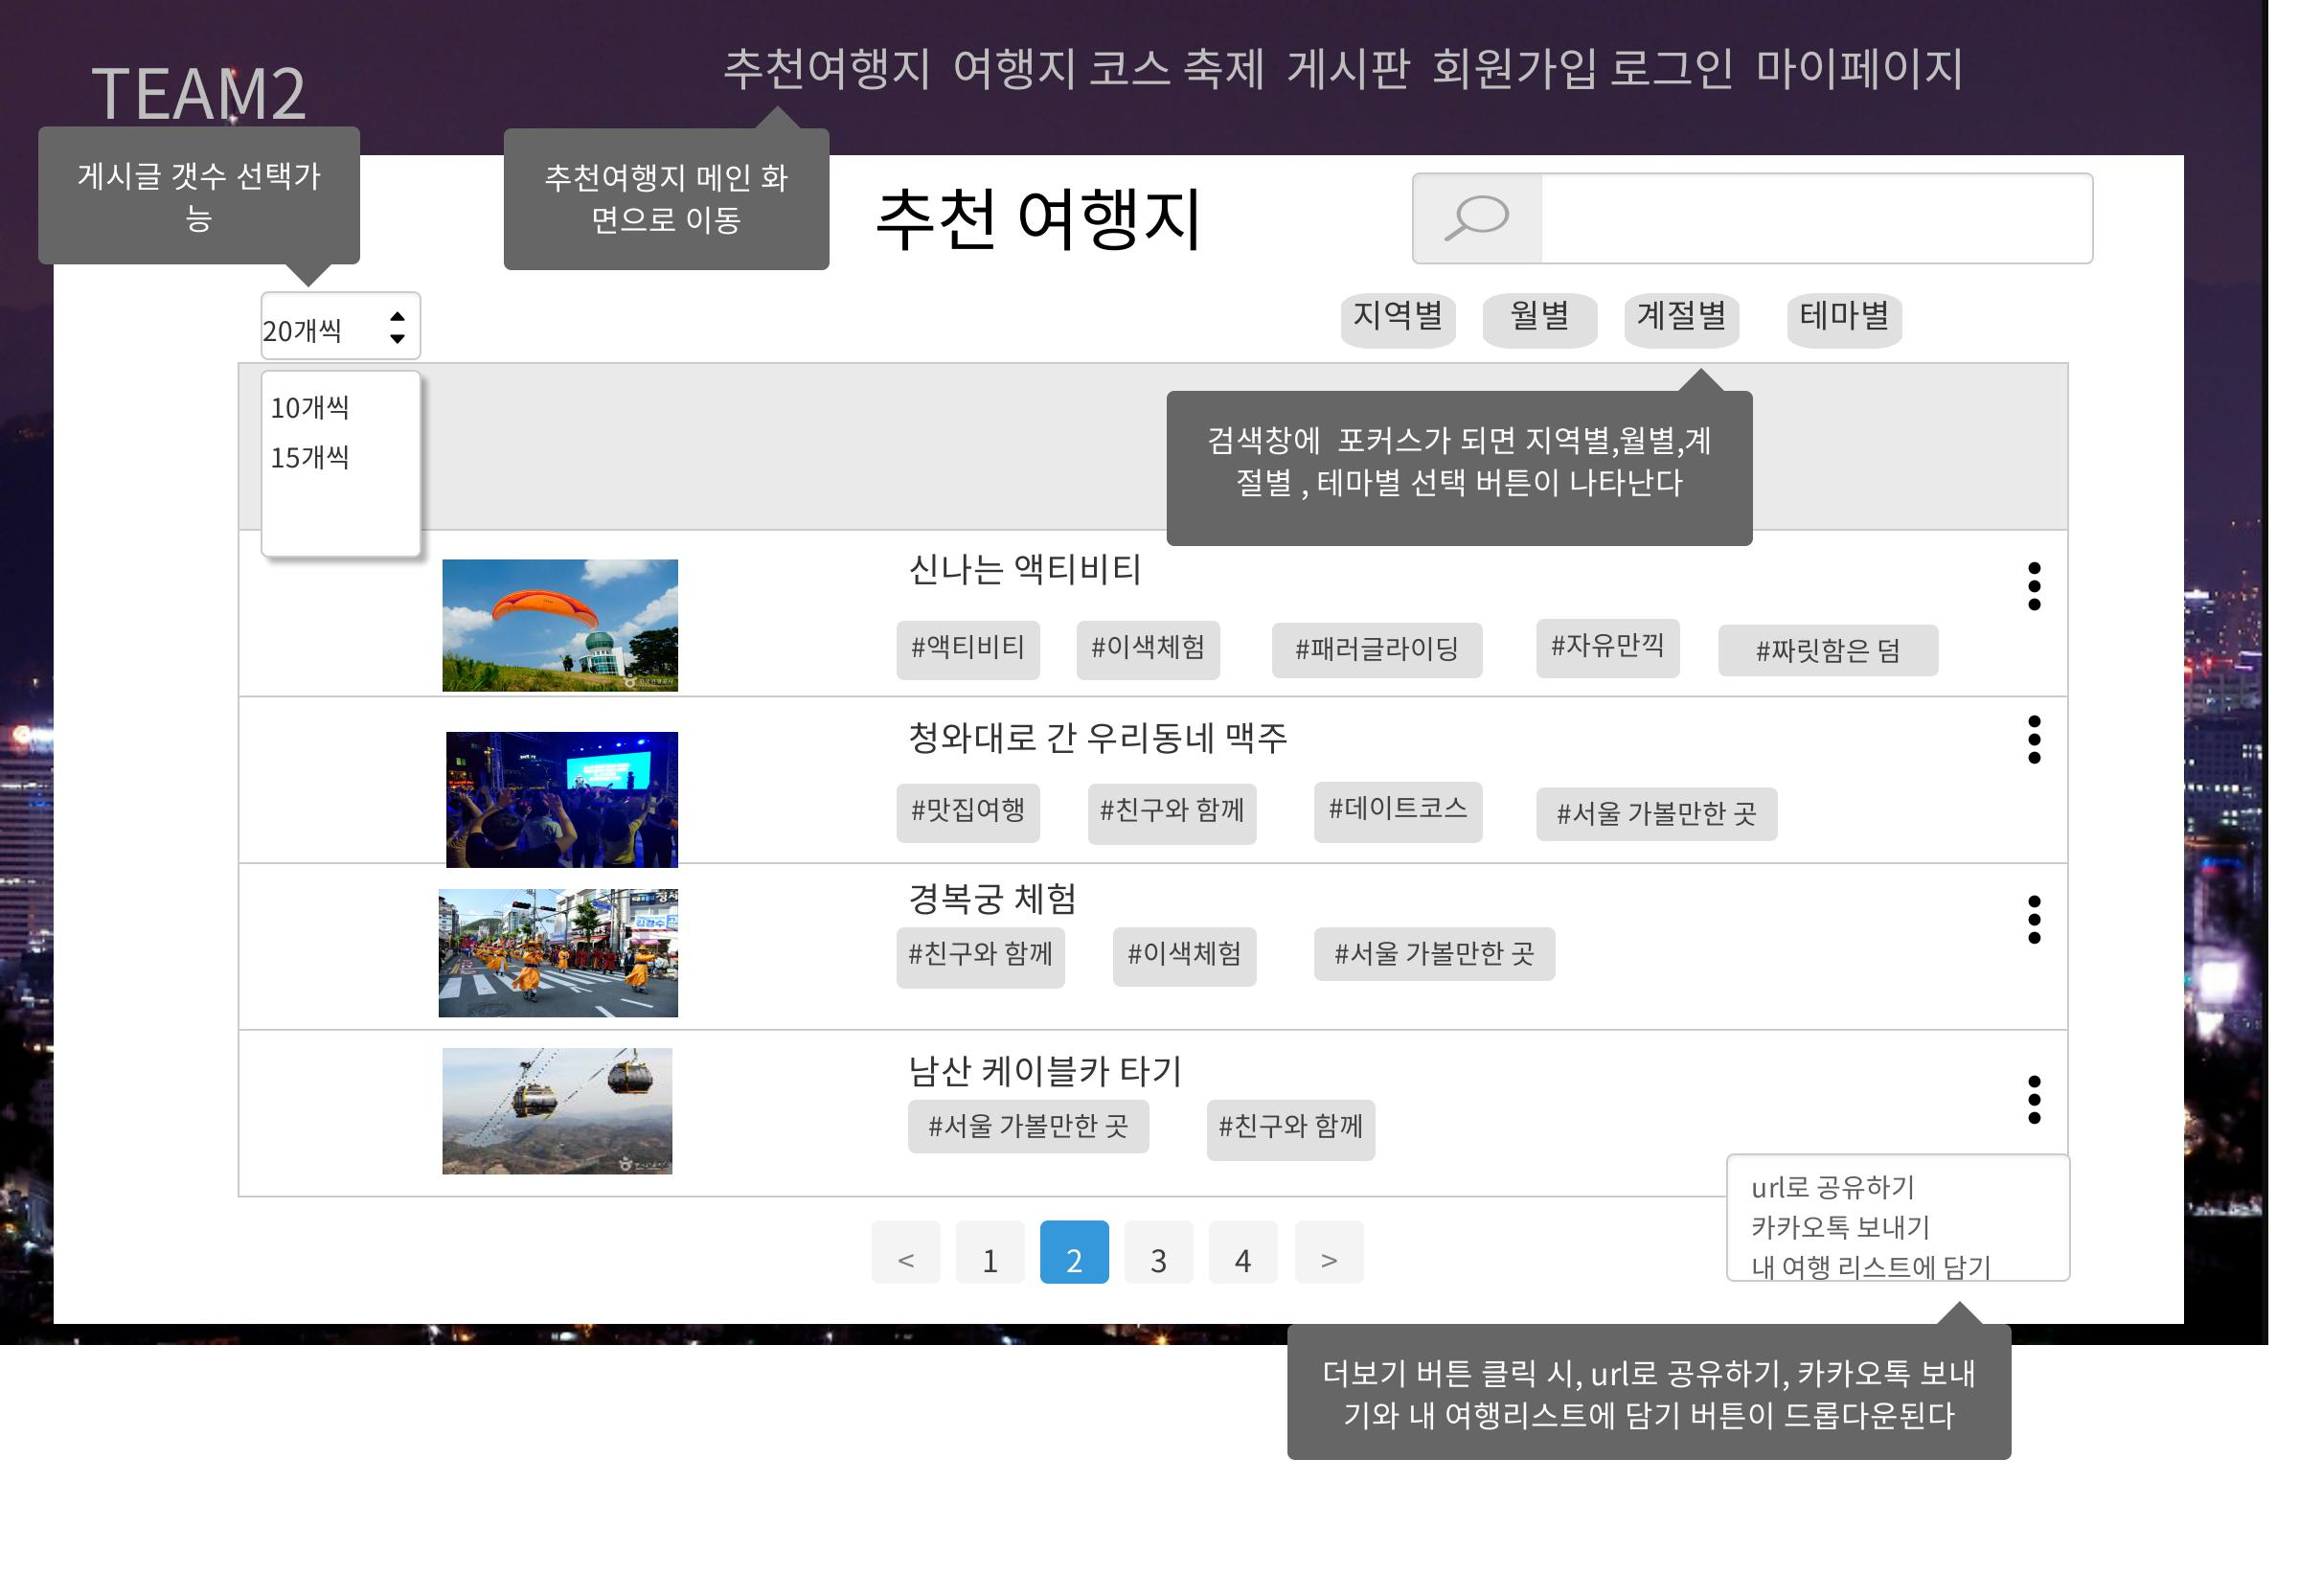 TEAM2
추천여행지 여행지 코스 축제 게시판 회원가입 로그인 마이페이지
게시글 갯수 선택가
능
추천여행지 메인 화
면으로 이동
추천 여행지
20개씩
10개씩
15개씩
지역별 월별 계절별 테마별
검색창에 포커스가 되면 지역별,월별,계
절별 , 테마별 선택 버튼이 나타난다
신나는 액티비티
#액티비티 #이색체험 #패러글라이딩 #자유만끽 #짜릿함은 덤
청와대로 간 우리동네 맥주
#맛집여행 #친구와 함께 #데이트코스 #서울 가볼만한 곳
경복궁 체험
#친구와 함께 #이색체험 #서울 가볼만한 곳
남산 케이블카 타기
#서울 가볼만한 곳 #친구와 함께
url로 공유하기
카카오톡 보내기
내 여행 리스트에 담기
< 1 2 3 4 >
더보기 버튼 클릭 시, url로 공유하기, 카카오톡 보내
기와 내 여행리스트에 담기 버튼이 드롭다운된다